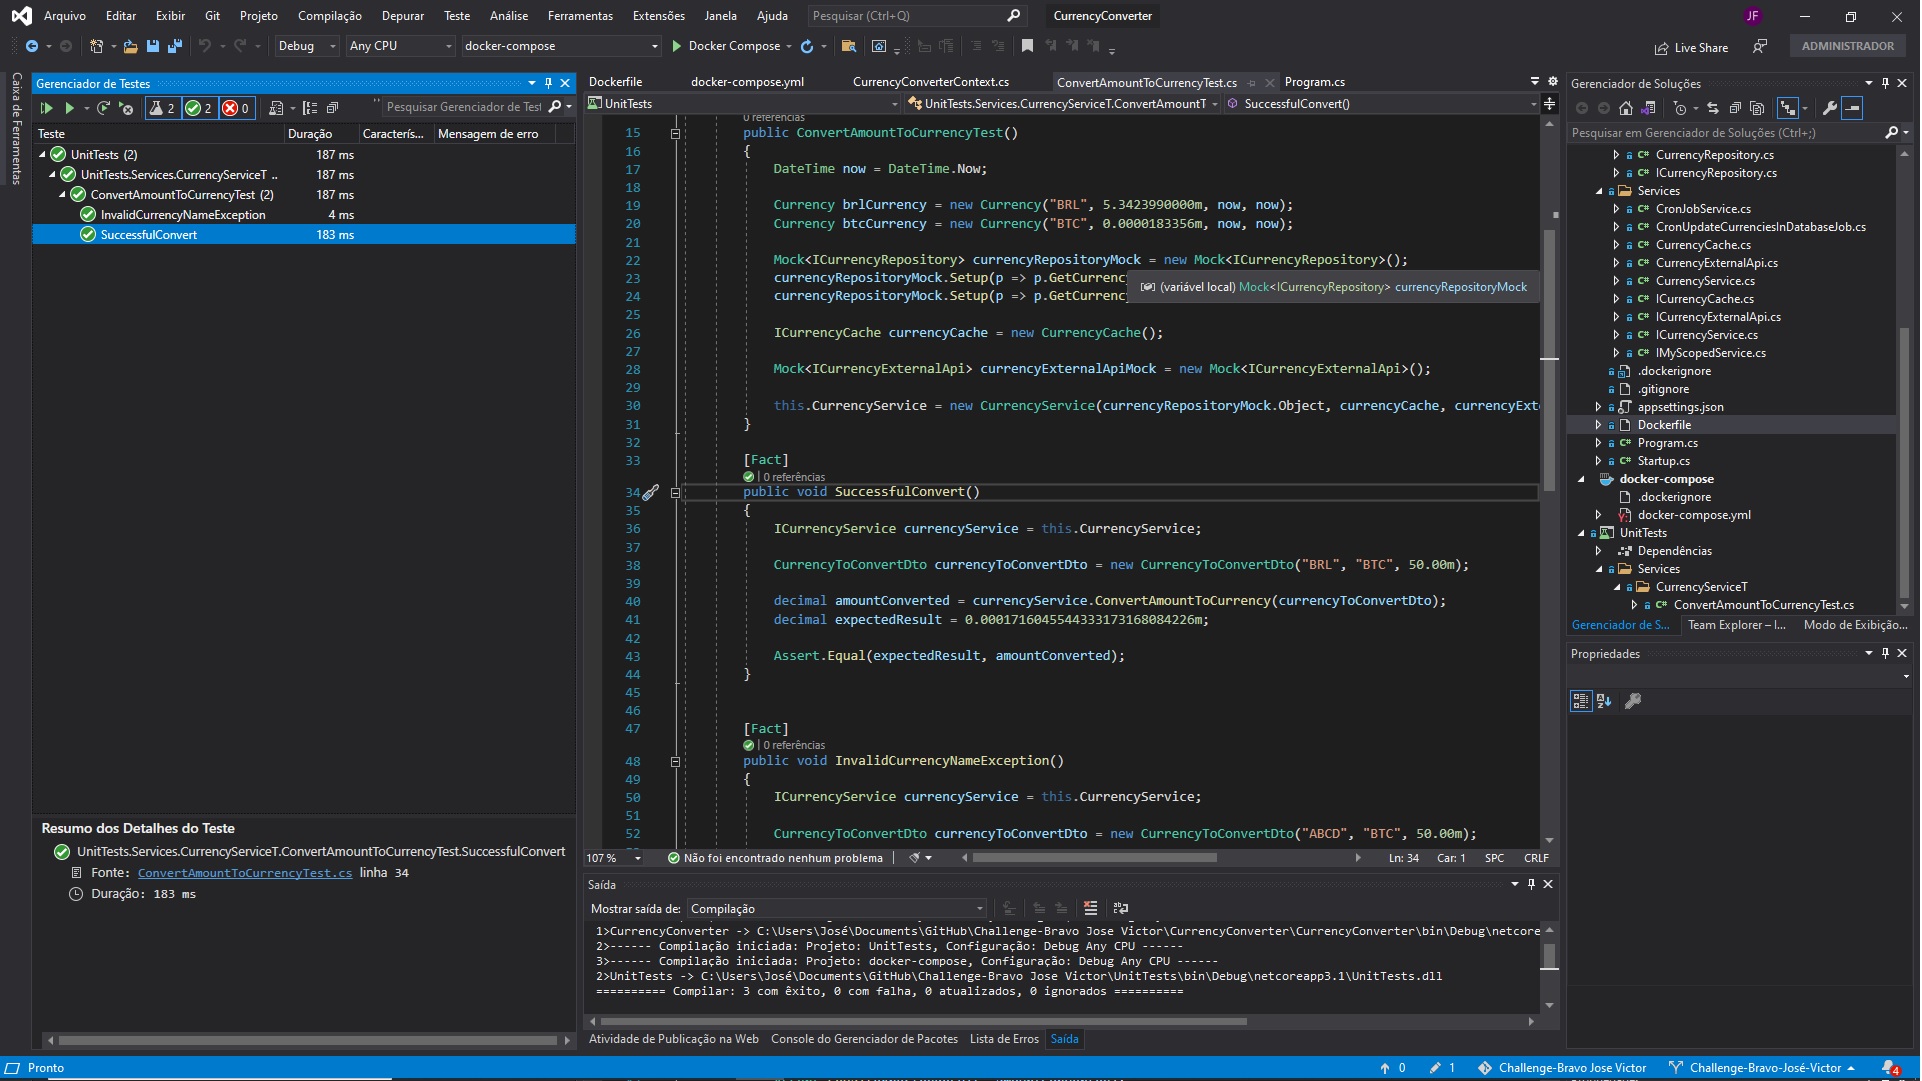 Arquivo Editar Exibir Git Projeto Compilação Depurar Teste Análise Ferramentas Extensões Janela Ajuda Pesquisar (Ctrl+Q) CurrencyConverter JF
Debug Any CPU docker-compose Docker Compose Live Share ADMINISTRADOR
Caixa de Ferramentas
Gerenciador de Testes
2 2 0 Pesquisar Gerenciador de Test
Teste Duração Caracterís... Mensagem de erro
UnitTests (2) 187 ms
UnitTests.Services.CurrencyServiceT .. 187 ms
ConvertAmountToCurrencyTest (2) 187 ms
InvalidCurrencyNameException 4 ms
SuccessfulConvert 183 ms
Resumo dos Detalhes do Teste
UnitTests.Services.CurrencyServiceT.ConvertAmountToCurrencyTest.SuccessfulConvert
Fonte: ConvertAmountToCurrencyTest.cs linha 34
Duração: 183 ms
Dockerfile docker-compose.yml CurrencyConverterContext.cs ConvertAmountToCurrencyTest.cs Program.cs
UnitTests UnitTests.Services.CurrencyServiceT.ConvertAmountT SuccessfulConvert()
0 referências
15 public ConvertAmountToCurrencyTest()
16 {
17 DateTime now = DateTime.Now;
18
19 Currency brlCurrency = new Currency("BRL", 5.3423990000m, now, now);
20 Currency btcCurrency = new Currency("BTC", 0.0000183356m, now, now);
21
22 Mock<ICurrencyRepository> currencyRepositoryMock = new Mock<ICurrencyRepository>();
23 currencyRepositoryMock.Setup(p => p.GetCurrenc
24 currencyRepositoryMock.Setup(p => p.GetCurrenc
(variável local) Mock<ICurrencyRepository> currencyRepositoryMock
25
26 ICurrencyCache currencyCache = new CurrencyCache();
27
28 Mock<ICurrencyExternalApi> currencyExternalApiMock = new Mock<ICurrencyExternalApi>();
29
30 this.CurrencyService = new CurrencyService(currencyRepositoryMock.Object, currencyCache, currencyExte
31 }
32
33 [Fact]
0 referências
34 public void SuccessfulConvert()
35 {
36 ICurrencyService currencyService = this.CurrencyService;
37
38 CurrencyToConvertDto currencyToConvertDto = new CurrencyToConvertDto("BRL", "BTC", 50.00m);
39
40 decimal amountConverted = currencyService.ConvertAmountToCurrency(currencyToConvertDto);
41 decimal expectedResult = 0.0001716045544333173168084226m;
42
43 Assert.Equal(expectedResult, amountConverted);
44 }
45
46
47 [Fact]
0 referências
48 public void InvalidCurrencyNameException()
49 {
50 ICurrencyService currencyService = this.CurrencyService;
51
52 CurrencyToConvertDto currencyToConvertDto = new CurrencyToConvertDto("ABCD", "BTC", 50.00m);
107 % Não foi encontrado nenhum problema Ln: 34 Car: 1 SPC CRLF
Saída
Mostrar saída de: Compilação
1>CurrencyConverter -> C:\Users\José\Documents\GitHub\Challenge-Bravo Jose Victor\CurrencyConverter\CurrencyConverter\bin\Debug\netcore
2>------ Compilação iniciada: Projeto: UnitTests, Configuração: Debug Any CPU ------
3>------ Compilação iniciada: Projeto: docker-compose, Configuração: Debug Any CPU ------
2>UnitTests -> C:\Users\José\Documents\GitHub\Challenge-Bravo Jose Victor\UnitTests\bin\Debug\netcoreapp3.1\UnitTests.dll
========== Compilar: 3 com êxito, 0 com falha, 0 atualizados, 0 ignorados ==========
Atividade de Publicação na Web Console do Gerenciador de Pacotes Lista de Erros Saída
Gerenciador de Soluções
Pesquisar em Gerenciador de Soluções (Ctrl+;)
C# CurrencyRepository.cs
C# ICurrencyRepository.cs
Services
C# CronJobService.cs
C# CronUpdateCurrenciesInDatabaseJob.cs
C# CurrencyCache.cs
C# CurrencyExternalApi.cs
C# CurrencyService.cs
C# ICurrencyCache.cs
C# ICurrencyExternalApi.cs
C# ICurrencyService.cs
C# IMyScopedService.cs
.dockerignore
.gitignore
appsettings.json
Dockerfile
C# Program.cs
C# Startup.cs
docker-compose
.dockerignore
docker-compose.yml
UnitTests
Dependências
Services
CurrencyServiceT
C# ConvertAmountToCurrencyTest.cs
Gerenciador de S... Team Explorer – I... Modo de Exibição...
Propriedades
Pronto 0 1 Challenge-Bravo Jose Victor Challenge-Bravo-José-Victor 4